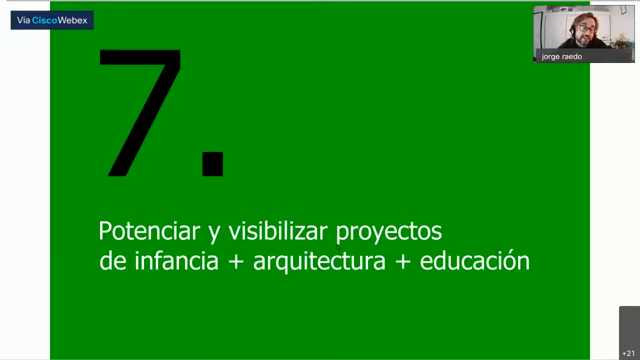 Via CiscoWebex
jorge raedo
7.
Potenciar y visibilizar proyectos
de infancia + arquitectura + educación
+21